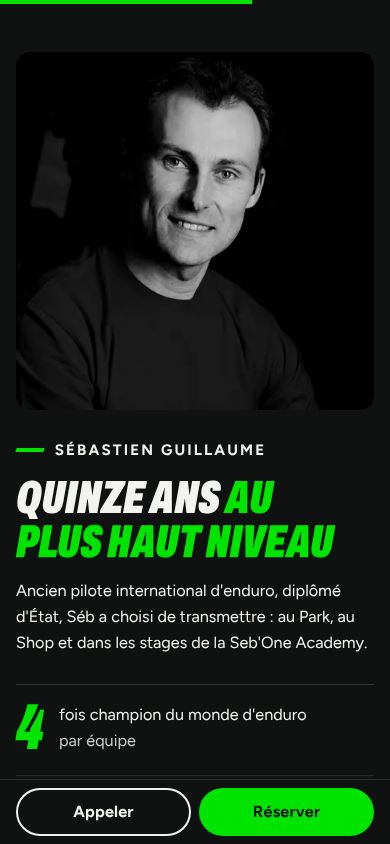 SÉBASTIEN GUILLAUME
QUINZE ANS AU
PLUS HAUT NIVEAU
Ancien pilote international d'enduro, diplômé
d'État, Séb a choisi de transmettre : au Park, au
Shop et dans les stages de la Seb'One Academy.
4 fois champion du monde d'enduro
par équipe
Appeler
Réserver